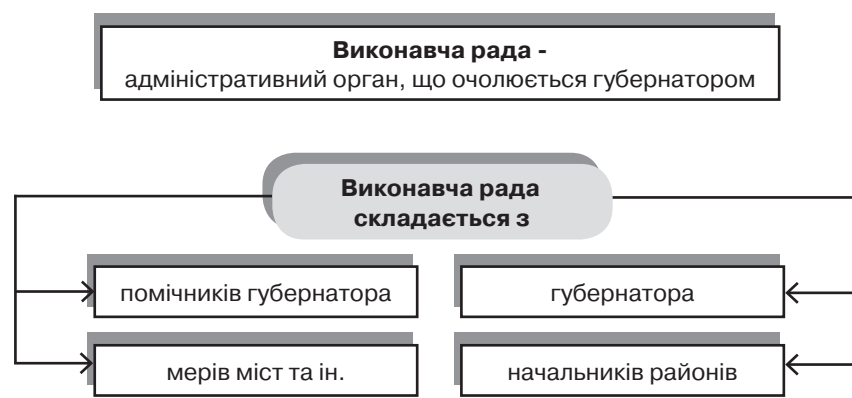 Виконавча рада -
адміністративний орган, що очолюється губернатором
Виконавча рада
складається з
помічників губернатора
губернатора
мерів міст та ін.
начальників районів